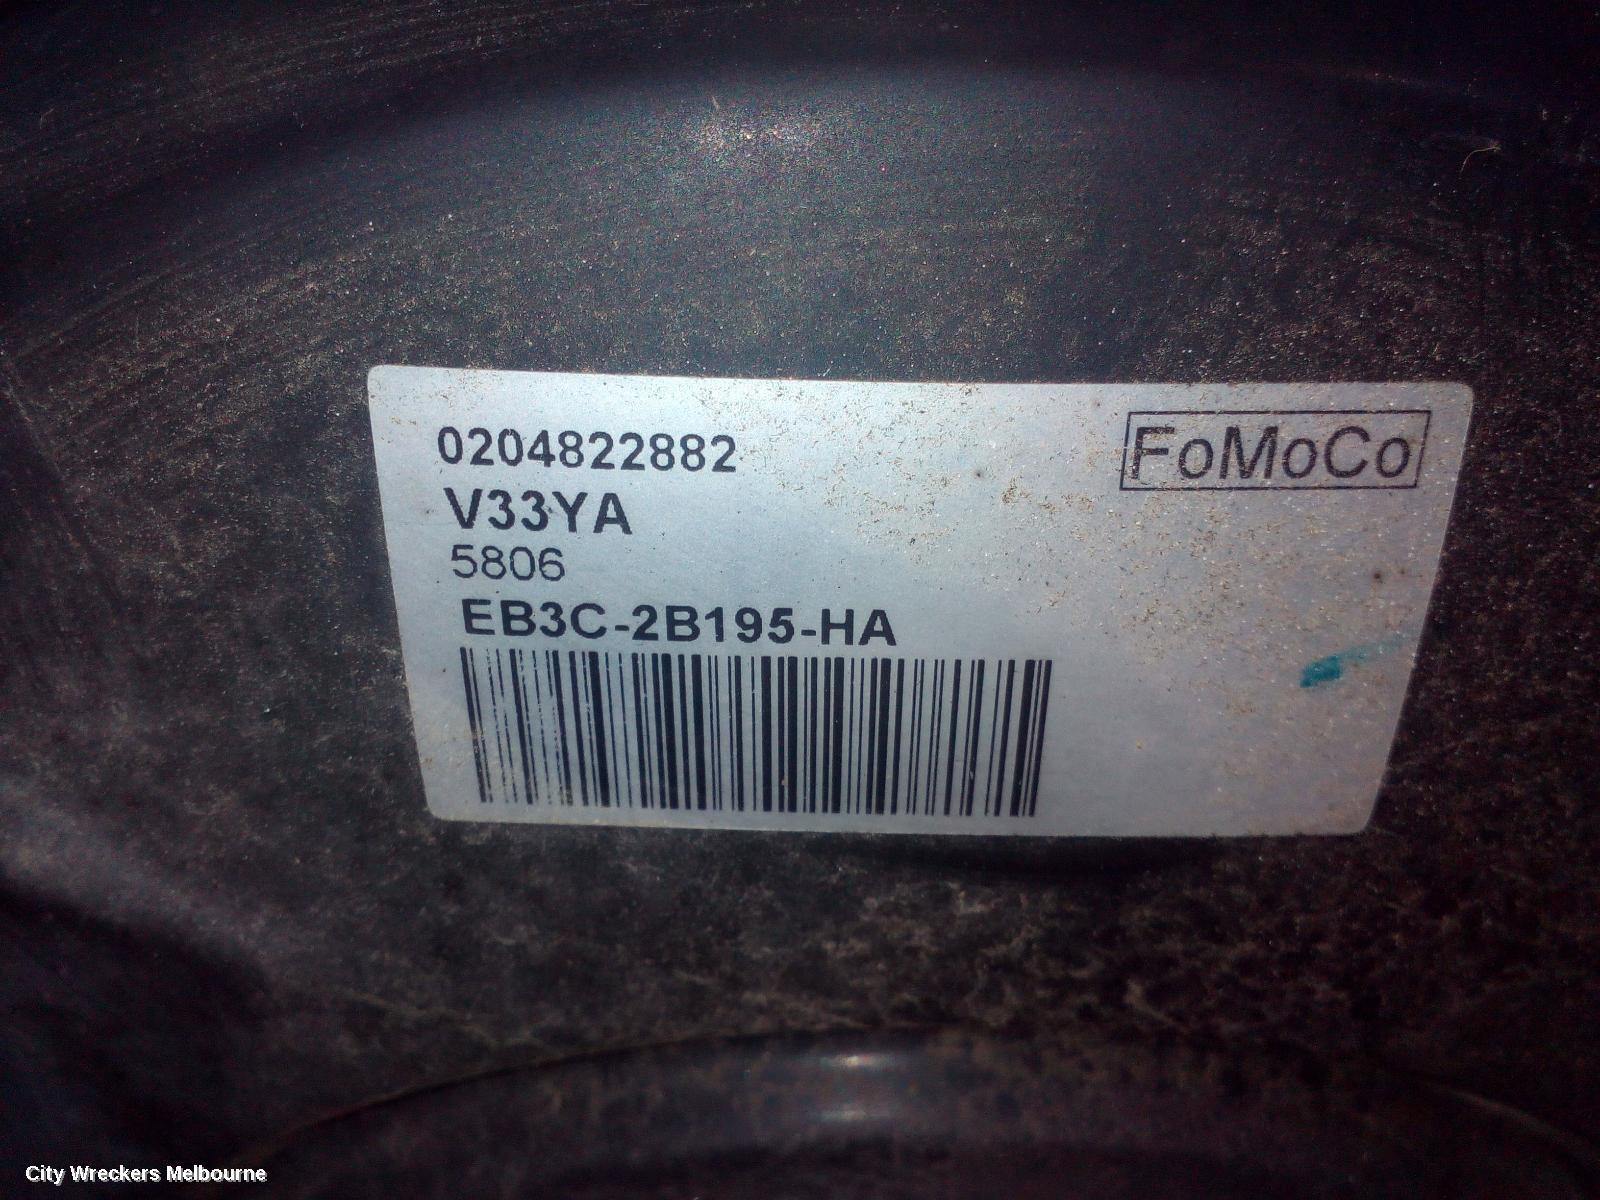 0204822882
FoMoCo
V33YA
5806
EB3C-2B195-HA
City Wreckers Melbourne